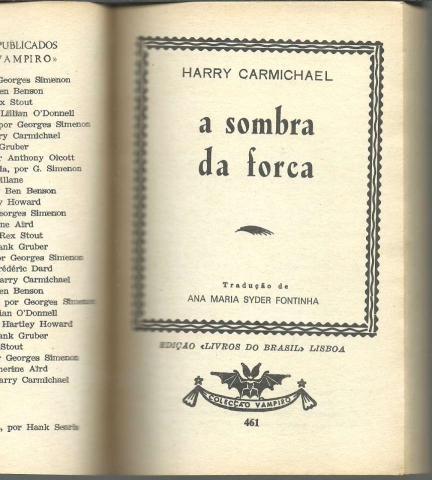 PUBLICADOS
VAMPIRO»
Georges Simenon
en Benson
ex Stout
Lillian O'Donnell
por Georges Simenon
ry Carmichael
Gruber
r Anthony Olcott
da, por G. Simenon
illane
Ben Benson
y Howard
eorges Simenon
ine Aird
Rex Stout
ank Gruber
or Georges Simenon
rédéric Dard
arry Carmichael
en Benson
por Georges Simenon
lian O'Donnell
Hartley Howard
ank Gruber
Stout
Georges Simenon
herine Aird
Harry Carmichael
, por Hank Searls
HARRY CARMICHAEL
a sombra
da forca
Tradução de
ANA MARIA SYDER FONTINHA
EDIÇÃO «LIVROS DO BRASIL» LISBOA
COLECÇÃO VAMPIRO
461